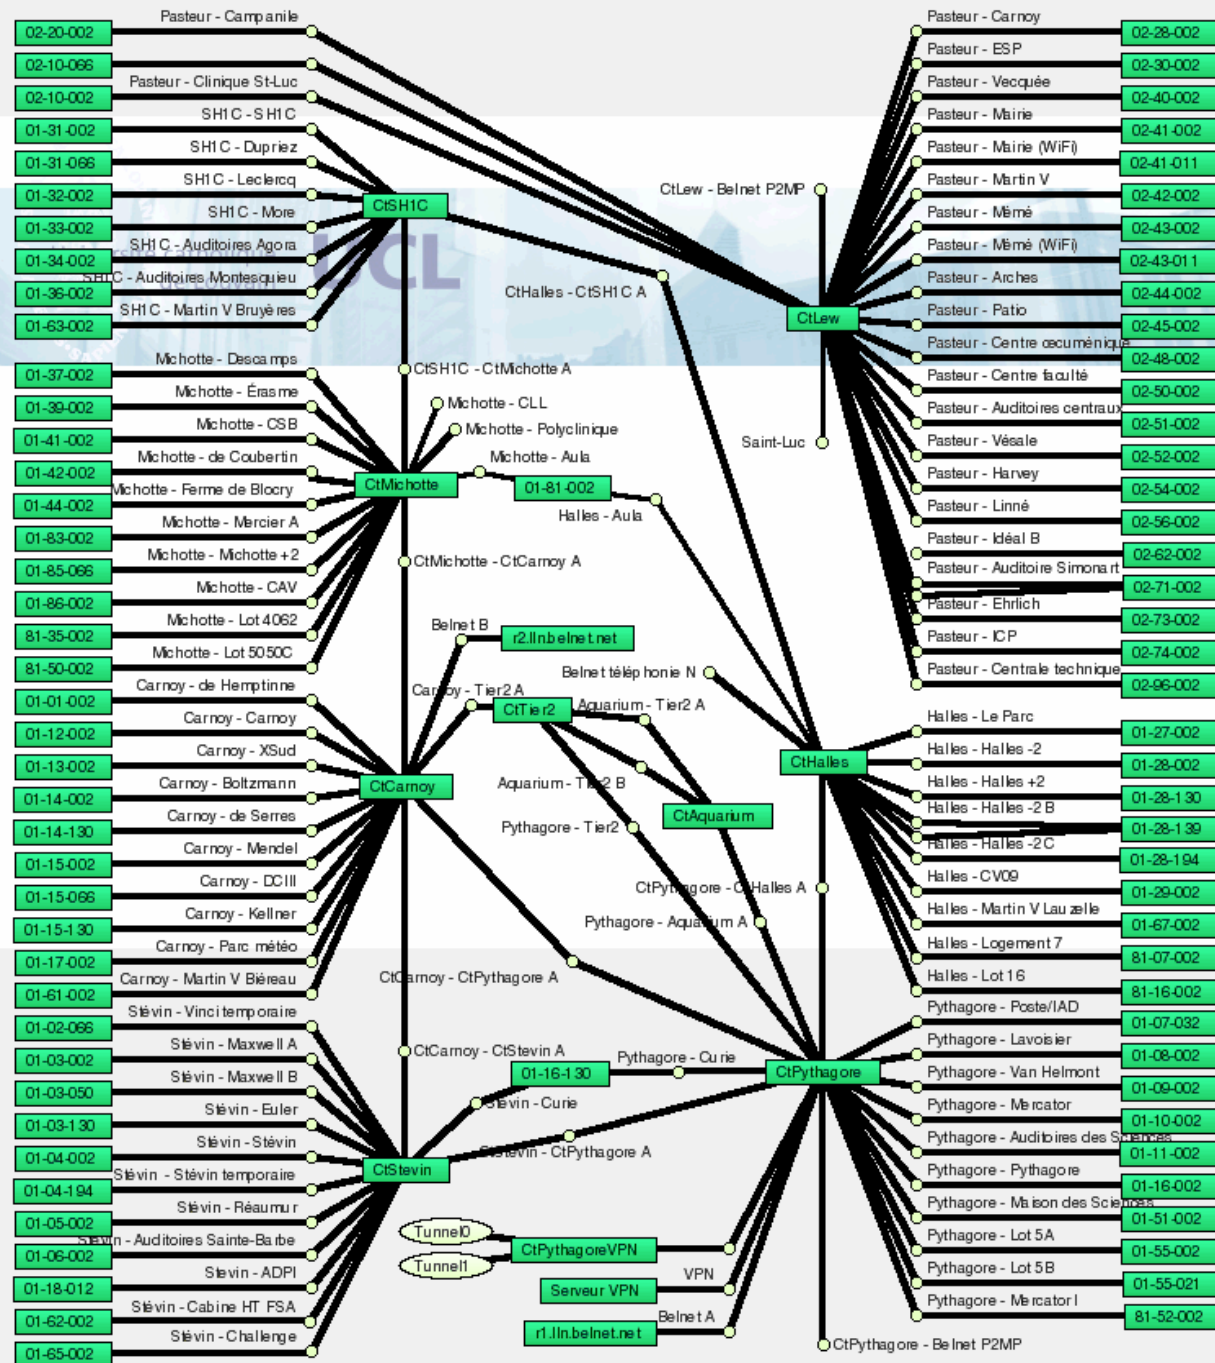 Pasteur - Campanile
02-20-002
02-10-066
Pasteur - Clinique St-Luc
02-10-002
SH1C - SH1C
01-31-002
SH1C - Dupriez
01-31-066
SH1C - Leclercq
01-32-002
SH1C - More
01-33-002
SH1C - Auditoires Agora
01-34-002
SH1C - Auditoires Montesquieu
01-36-002
SH1C - Martin V Bruyères
01-63-002
CtSH1C
UCL
CtHalles - CtSH1C A
CtSH1C - CtMichotte A
Michotte - Descamps
01-37-002
Michotte - Érasme
01-39-002
Michotte - CSB
01-41-002
Michotte - de Coubertin
01-42-002
Michotte - Ferme de Blocry
01-44-002
Michotte - Mercier A
01-83-002
Michotte - Michotte +2
01-85-066
Michotte - CAV
01-86-002
Michotte - Lot 4062
81-35-002
Michotte - Lot 5050C
81-50-002
Michotte - CLL
Michotte - Polyclinique
Michotte - Aula
CtMichotte
01-81-002
Halles - Aula
CtMichotte - CtCarnoy A
Carnoy - de Hemptinne
01-01-002
Carnoy - Carnoy
01-12-002
Carnoy - XSud
01-13-002
Carnoy - Boltzmann
01-14-002
Carnoy - de Serres
01-14-130
Carnoy - Mendel
01-15-002
Carnoy - DCIII
01-15-066
Carnoy - Kellner
01-15-130
Carnoy - Parc météo
01-17-002
Carnoy - Martin V Biéreau
01-61-002
CtCarnoy
Belnet B
r2.lln.belnet.net
Carnoy - Tier2 A
CtTier2
Aquarium - Tier2 A
Aquarium - Tier2 B
CtAquarium
Pythagore - Tier2
CtPythagore - CtHalles A
Pythagore - Aquarium A
CtCarnoy - CtPythagore A
CtCarnoy - CtStevin A
Stévin - Vinci temporaire
01-02-066
Stévin - Maxwell A
01-03-002
Stévin - Maxwell B
01-03-050
Stévin - Euler
01-03-130
Stévin - Stévin
01-04-002
Stévin - Stévin temporaire
01-04-194
Stévin - Réaumur
01-05-002
Stévin - Auditoires Sainte-Barbe
01-06-002
Stevin - ADPI
01-18-012
Stévin - Cabine HT FSA
01-62-002
Stévin - Challenge
01-65-002
CtStevin
01-16-130
Pythagore - Curie
Stévin - Curie
CtStevin - CtPythagore A
Tunnel0
Tunnel1
CtPythagoreVPN
VPN
Serveur VPN
Belnet A
r1.lln.belnet.net
CtPythagore - Belnet P2MP
CtLew - Belnet P2MP
CtLew
Saint-Luc
Belnet téléphonie N
CtHalles
CtPythagore
Pasteur - Carnoy
02-28-002
Pasteur - ESP
02-30-002
Pasteur - Vecquée
02-40-002
Pasteur - Mairie
02-41-002
Pasteur - Mairie (WiFi)
02-41-011
Pasteur - Martin V
02-42-002
Pasteur - Mémé
02-43-002
Pasteur - Mémé (WiFi)
02-43-011
Pasteur - Arches
02-44-002
Pasteur - Patio
02-45-002
Pasteur - Centre œcuménique
02-48-002
Pasteur - Centre faculté
02-50-002
Pasteur - Auditoires centraux
02-51-002
Pasteur - Vésale
02-52-002
Pasteur - Harvey
02-54-002
Pasteur - Linné
02-56-002
Pasteur - Idéal B
02-62-002
Pasteur - Auditoire Simonart
02-71-002
Pasteur - Ehrlich
02-73-002
Pasteur - ICP
02-74-002
Pasteur - Centrale technique
02-96-002
Halles - Le Parc
01-27-002
Halles - Halles -2
01-28-002
Halles - Halles +2
01-28-130
Halles - Halles -2 B
01-28-139
Halles - Halles -2 C
01-28-194
Halles - CV09
01-29-002
Halles - Martin V Lauzelle
01-67-002
Halles - Logement 7
81-07-002
Halles - Lot 16
81-16-002
Pythagore - Poste/IAD
01-07-032
Pythagore - Lavoisier
01-08-002
Pythagore - Van Helmont
01-09-002
Pythagore - Mercator
01-10-002
Pythagore - Auditoires des Sciences
01-11-002
Pythagore - Pythagore
01-16-002
Pythagore - Maison des Sciences
01-51-002
Pythagore - Lot 5A
01-55-002
Pythagore - Lot 5B
01-55-021
Pythagore - Mercator I
81-52-002